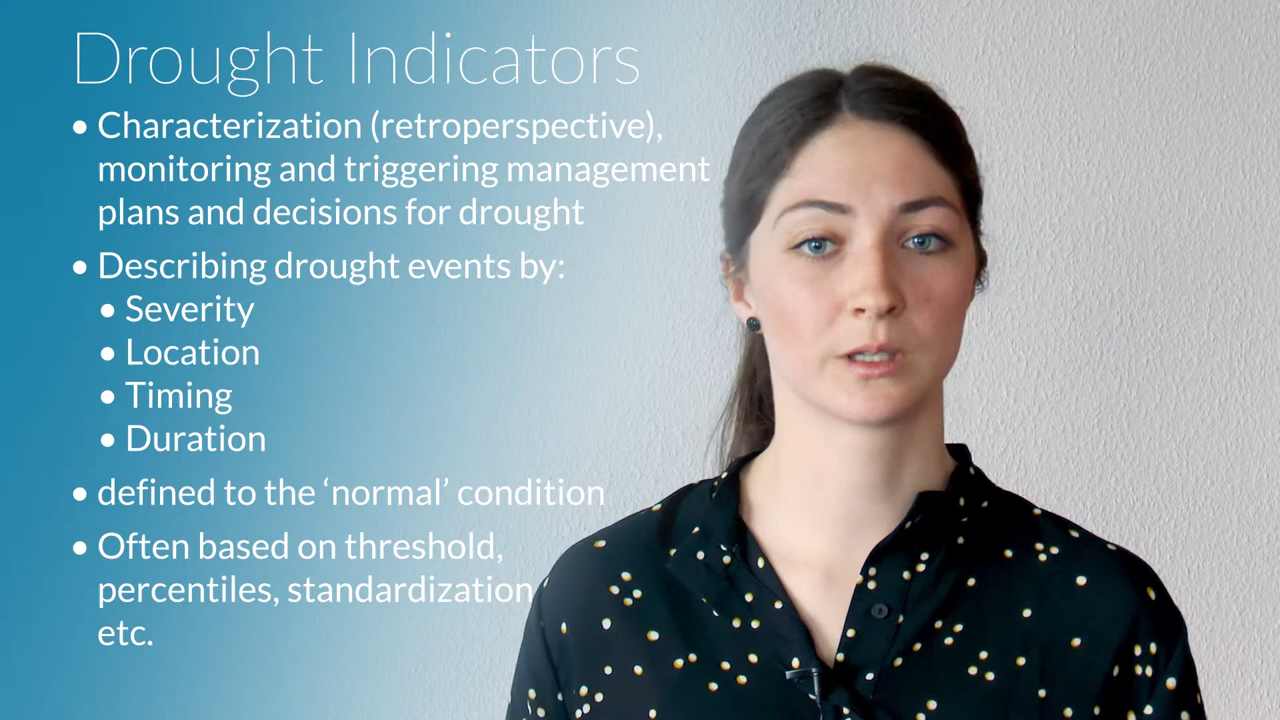 Drought Indicators
• Characterization (retroperspective),
monitoring and triggering management
plans and decisions for drought
• Describing drought events by:
• Severity
• Location
• Timing
• Duration
• defined to the ‘normal’ condition
• Often based on threshold,
percentiles, standardization
etc.